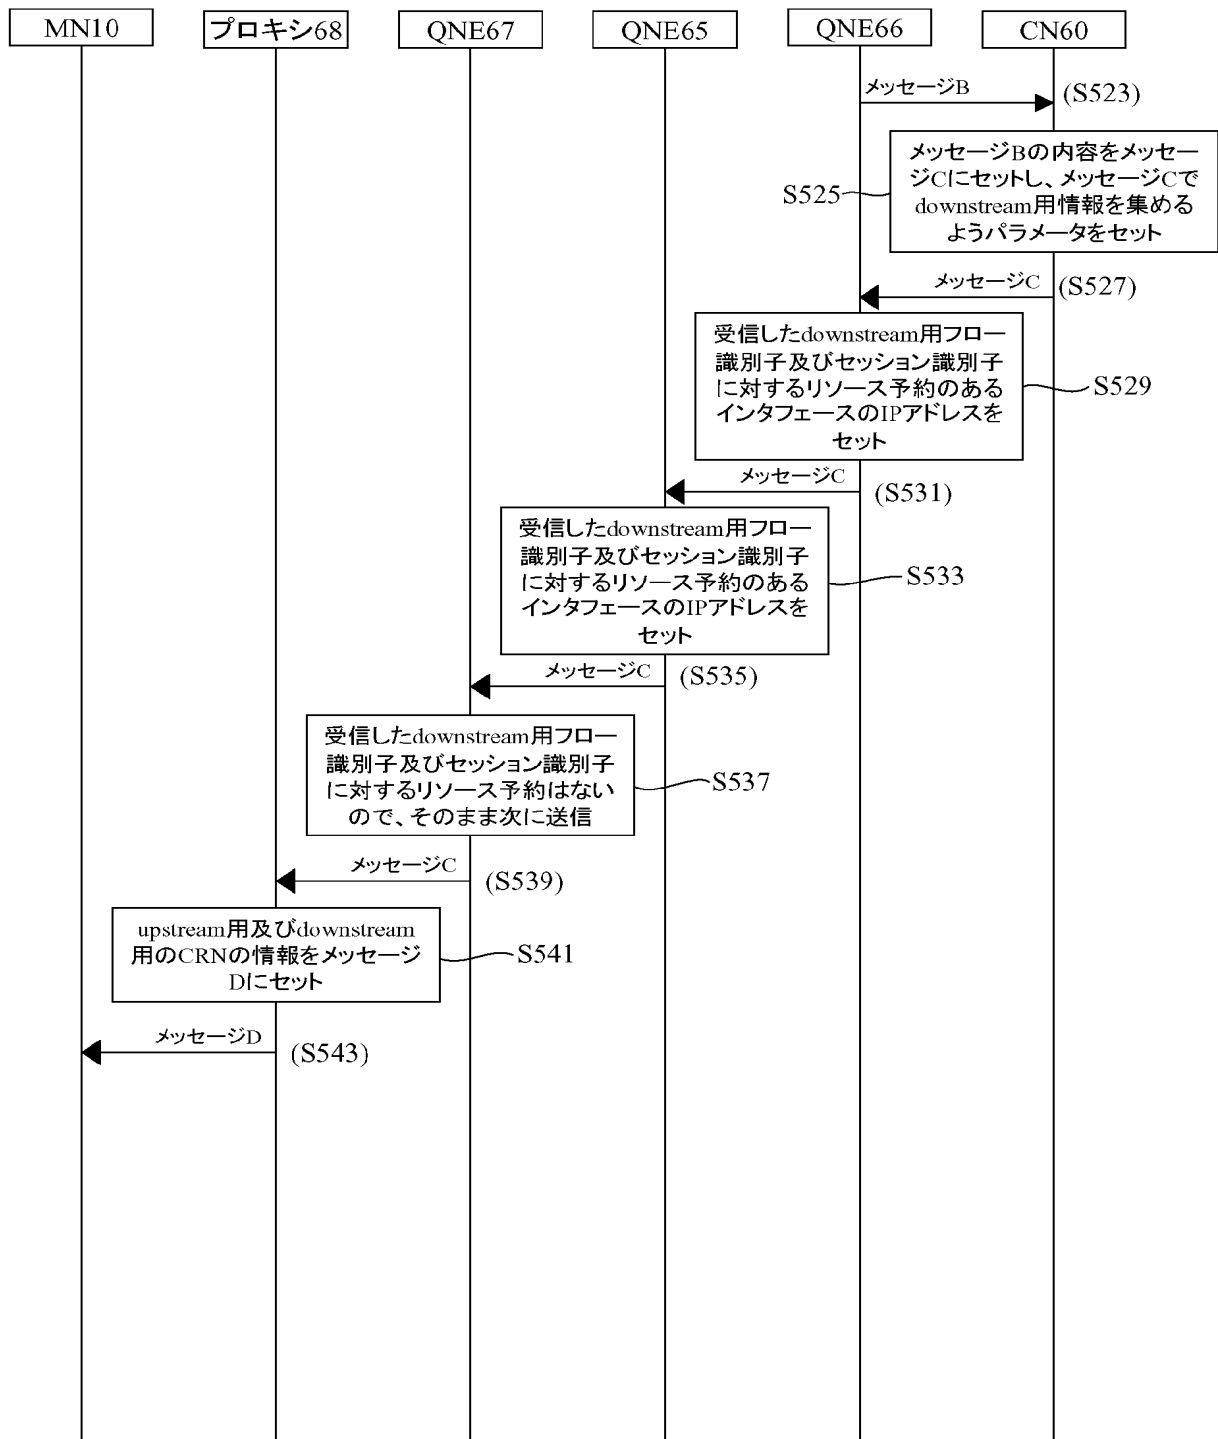 MN10
プロキシ68
QNE67
QNE65
QNE66
CN60
メッセージB
(S523)
メッセージBの内容をメッセー
ジCにセットし、メッセージCで
downstream用情報を集める
ようパラメータをセット
S525
メッセージC
(S527)
受信したdownstream用フロー
識別子及びセッション識別子
に対するリソース予約のある
インタフェースのIPアドレスを
セット
S529
メッセージC
(S531)
受信したdownstream用フロー
識別子及びセッション識別子
に対するリソース予約のある
インタフェースのIPアドレスを
セット
S533
メッセージC
(S535)
受信したdownstream用フロー
識別子及びセッション識別子
に対するリソース予約はない
ので、そのまま次に送信
S537
メッセージC
(S539)
upstream用及びdownstream
用のCRNの情報をメッセージ
Dにセット
S541
メッセージD
(S543)